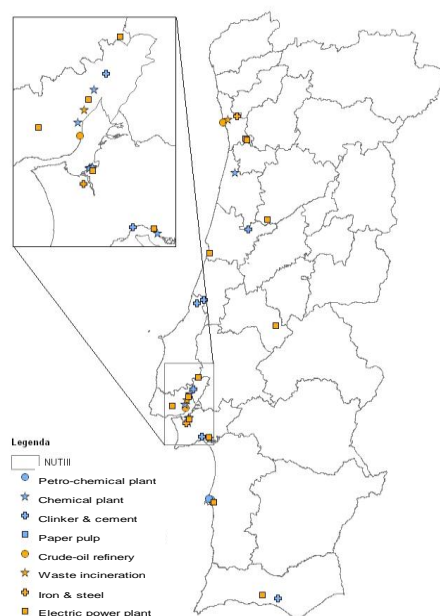 Legenda
NUTIII
Petro-chemical plant
Chemical plant
Clinker & cement
Paper pulp
Crude-oil refinery
Waste incineration
Iron & steel
Electric power plant